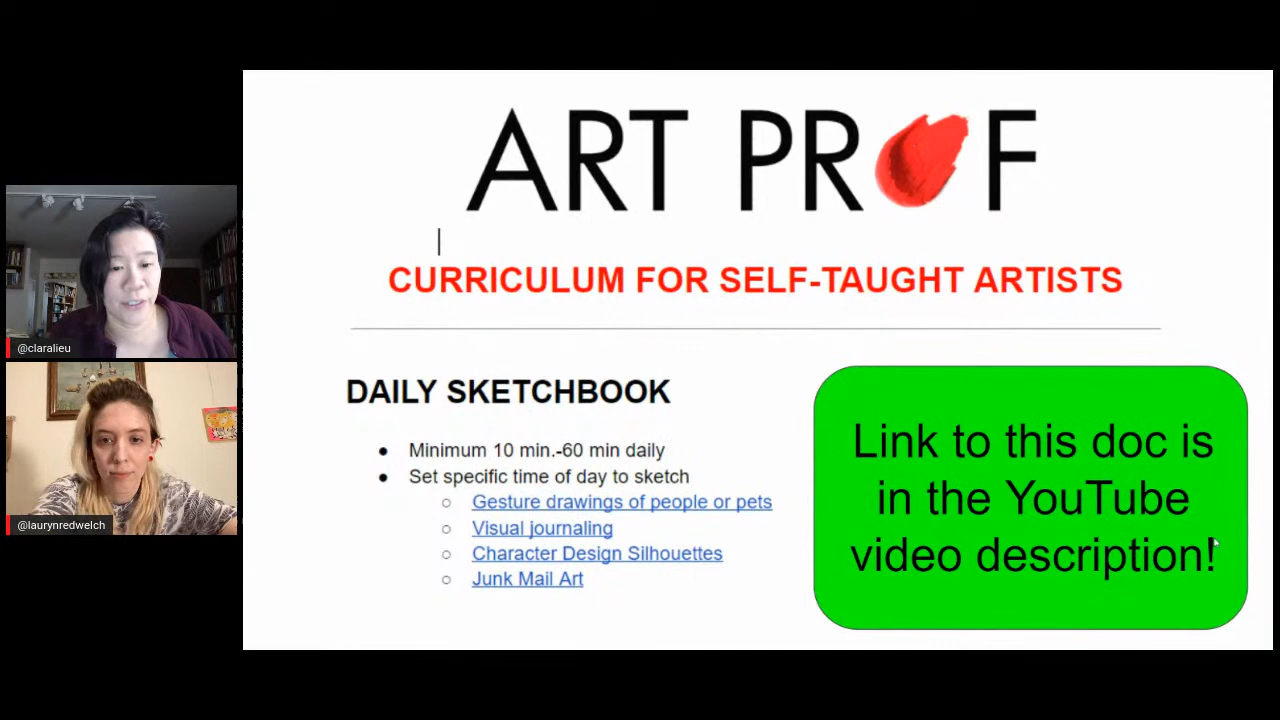 ART PROF
CURRICULUM FOR SELF-TAUGHT ARTISTS
DAILY SKETCHBOOK
Minimum 10 min.-60 min daily
Set specific time of day to sketch
Gesture drawings of people or pets
Visual journaling
Character Design Silhouettes
Junk Mail Art
Link to this doc is
in the YouTube
video description!
@claralieu
@laurynredwelch